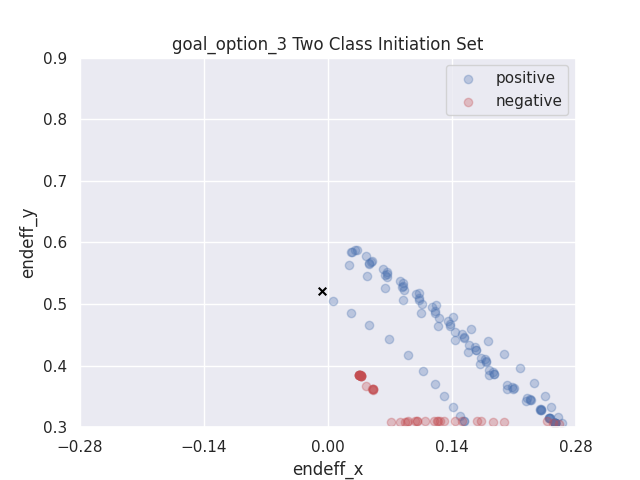 goal_option_3 Two Class Initiation Set
0.9
0.8
0.7
0.6
0.5
0.4
0.3
endeff_y
positive
negative
−0.28
−0.14
0.00
0.14
0.28
endeff_x